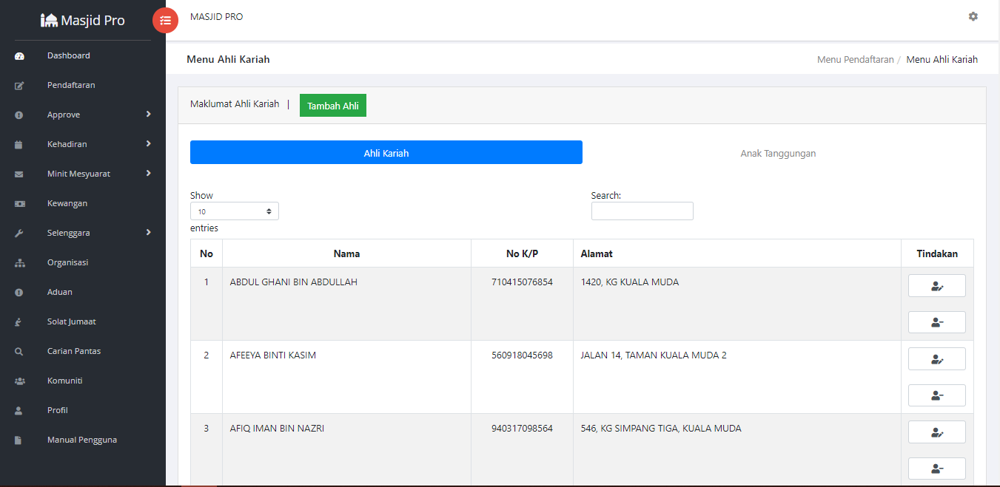 Masjid Pro
MASJID PRO
Dashboard
Pendaftaran
Approve
Kehadiran
Minit Mesyuarat
Kewangan
Selenggara
Organisasi
Aduan
Solat Jumaat
Carian Pantas
Komuniti
Profil
Manual Pengguna
Menu Ahli Kariah
Menu Pendaftaran / Menu Ahli Kariah
Maklumat Ahli Kariah | Tambah Ahli
Ahli Kariah Anak Tanggungan
Show Search:
10
entries
No Nama No K/P Alamat Tindakan
1 ABDUL GHANI BIN ABDULLAH 710415076854 1420, KG KUALA MUDA
2 AFEEYA BINTI KASIM 560918045698 JALAN 14, TAMAN KUALA MUDA 2
3 AFIQ IMAN BIN NAZRI 940317098564 546, KG SIMPANG TIGA, KUALA MUDA